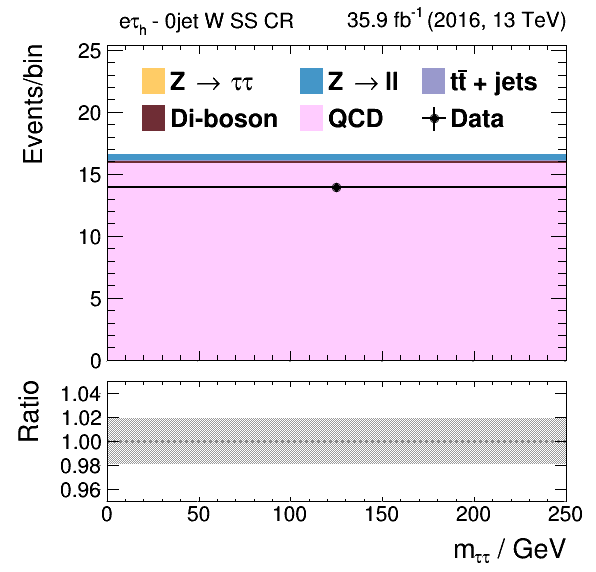 eτh - 0jet W SS CR 35.9 fb⁻¹ (2016, 13 TeV)
Events/bin
25
20
15
10
5
0
Z → ττ Z → ll tt̄ + jets
Di-boson QCD Data
Ratio
1.04
1.02
1.00
0.98
0.96
0 50 100 150 200 250
mττ / GeV